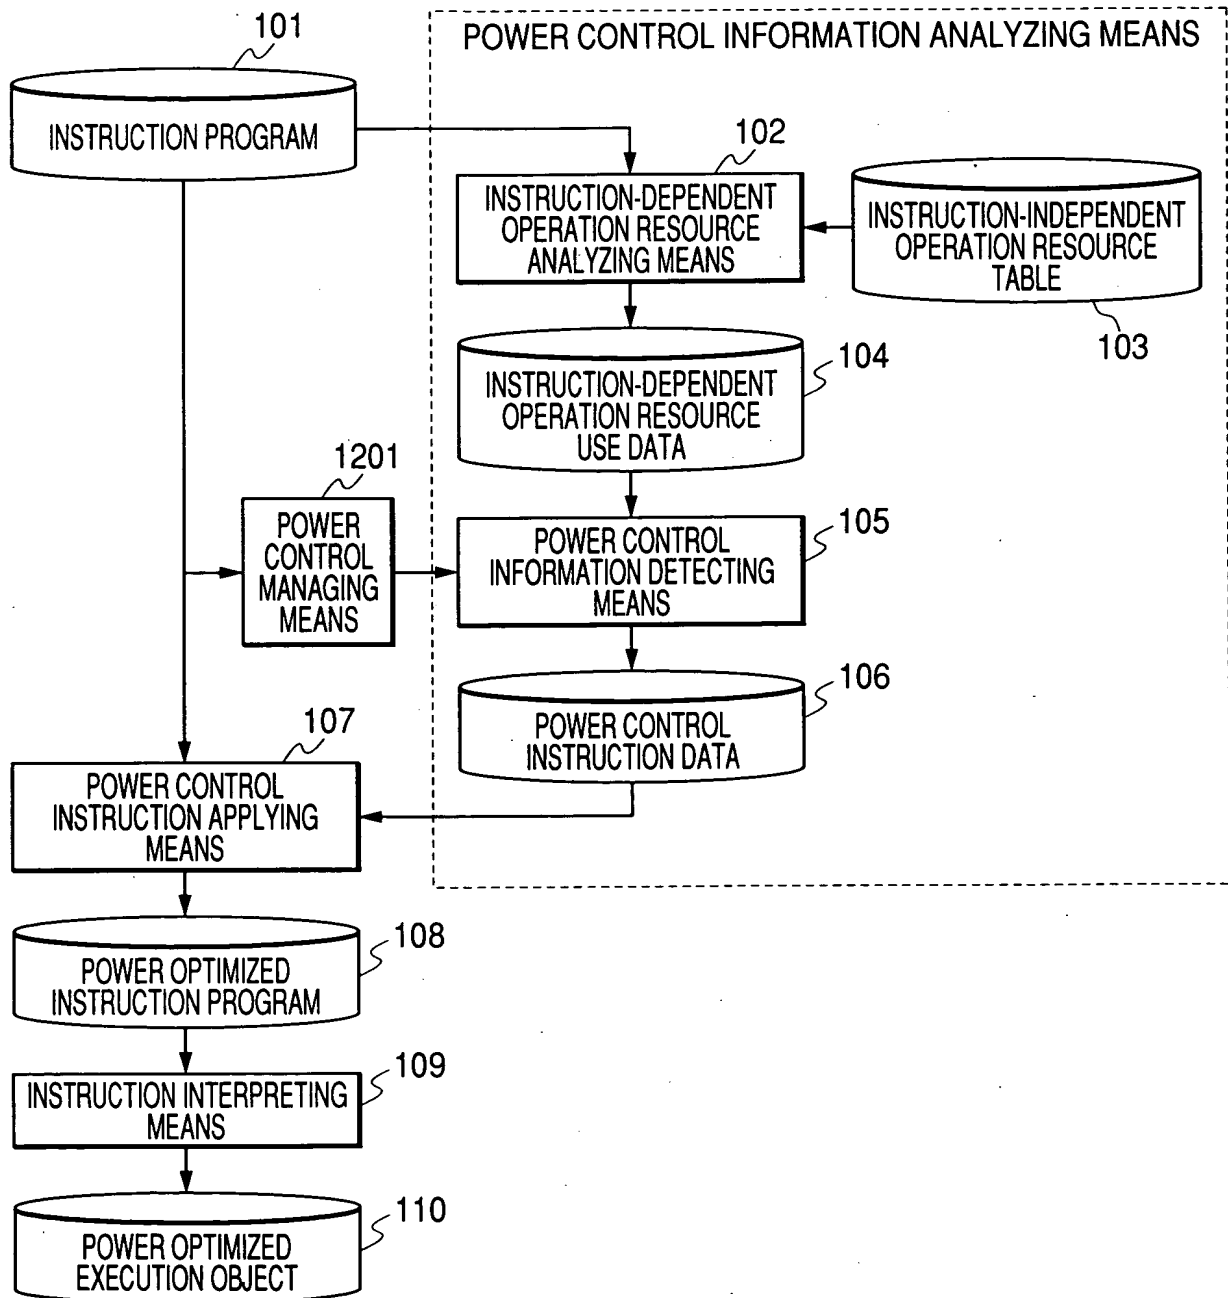 101
POWER CONTROL INFORMATION ANALYZING MEANS
INSTRUCTION PROGRAM
102
INSTRUCTION-DEPENDENT
OPERATION RESOURCE
ANALYZING MEANS
INSTRUCTION-INDEPENDENT
OPERATION RESOURCE
TABLE
103
104
INSTRUCTION-DEPENDENT
OPERATION RESOURCE
USE DATA
1201
POWER
CONTROL
MANAGING
MEANS
105
POWER CONTROL
INFORMATION DETECTING
MEANS
106
POWER CONTROL
INSTRUCTION DATA
107
POWER CONTROL
INSTRUCTION APPLYING
MEANS
108
POWER OPTIMIZED
INSTRUCTION PROGRAM
109
INSTRUCTION INTERPRETING
MEANS
110
POWER OPTIMIZED
EXECUTION OBJECT